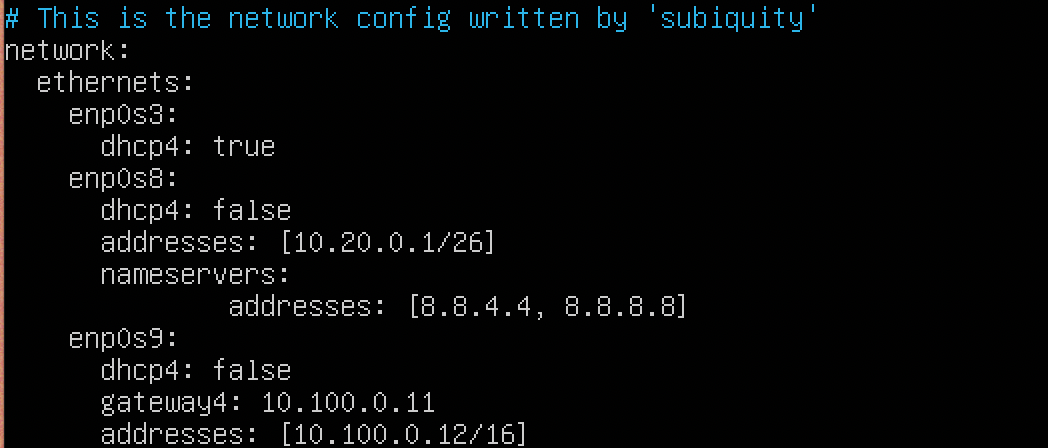 # This is the network config written by 'subiquity'
network:
  ethernets:
    enp0s3:
      dhcp4: true
    enp0s8:
      dhcp4: false
      addresses: [10.20.0.1/26]
      nameservers:
              addresses: [8.8.4.4, 8.8.8.8]
    enp0s9:
      dhcp4: false
      gateway4: 10.100.0.11
      addresses: [10.100.0.12/16]